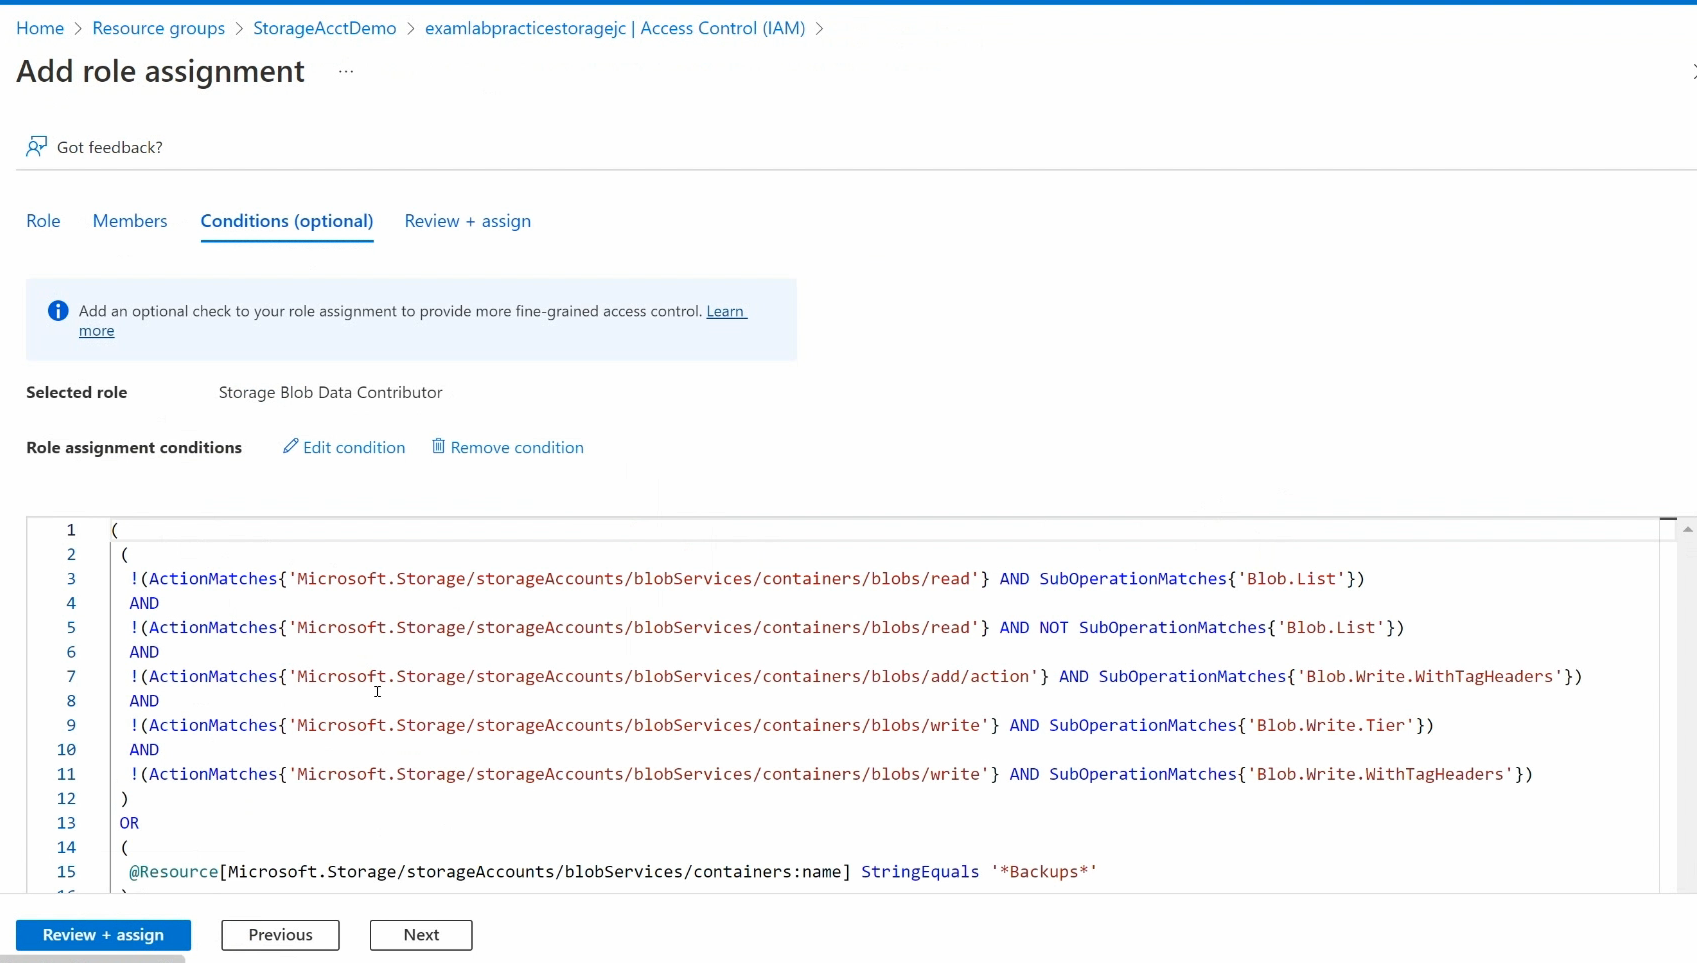 Home > Resource groups > StorageAcctDemo > examlabpracticestoragejc | Access Control (IAM) >
Add role assignment ...
Got feedback?
Role Members Conditions (optional) Review + assign
Add an optional check to your role assignment to provide more fine-grained access control. Learn
more
Selected role Storage Blob Data Contributor
Role assignment conditions Edit condition Remove condition
1 (
2 (
3 !(ActionMatches{'Microsoft.Storage/storageAccounts/blobServices/containers/blobs/read'} AND SubOperationMatches{'Blob.List'})
4 AND
5 !(ActionMatches{'Microsoft.Storage/storageAccounts/blobServices/containers/blobs/read'} AND NOT SubOperationMatches{'Blob.List'})
6 AND
7 !(ActionMatches{'Microsoft.Storage/storageAccounts/blobServices/containers/blobs/add/action'} AND SubOperationMatches{'Blob.Write.WithTagHeaders'})
8 AND
9 !(ActionMatches{'Microsoft.Storage/storageAccounts/blobServices/containers/blobs/write'} AND SubOperationMatches{'Blob.Write.Tier'})
10 AND
11 !(ActionMatches{'Microsoft.Storage/storageAccounts/blobServices/containers/blobs/write'} AND SubOperationMatches{'Blob.Write.WithTagHeaders'})
12 )
13 OR
14 (
15 @Resource[Microsoft.Storage/storageAccounts/blobServices/containers:name] StringEquals '*Backups*'
Review + assign Previous Next